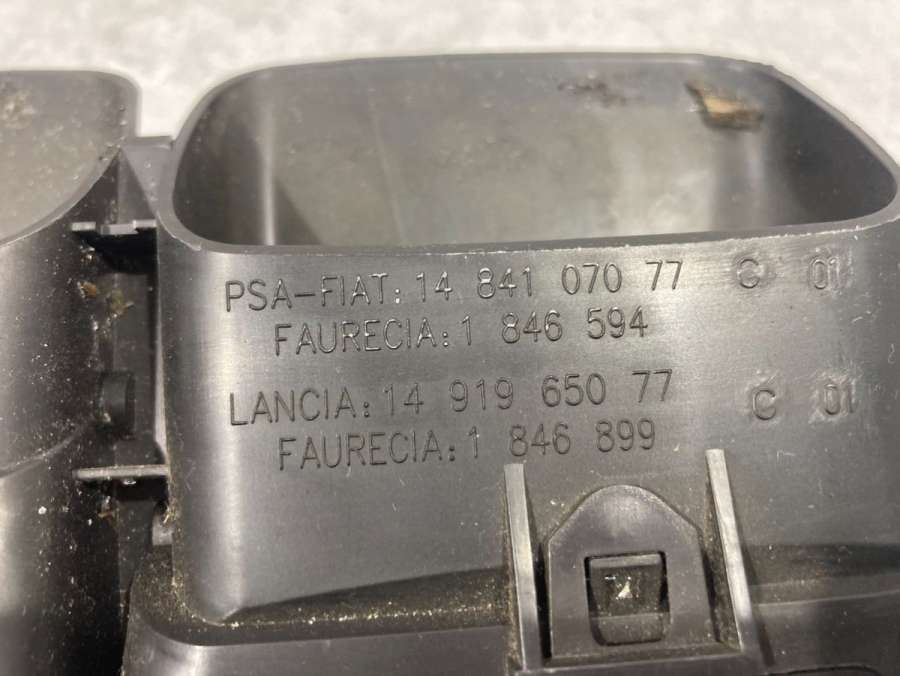 PSA-FIAT: 14 841 070 77 C 01
FAURECIA: 1 846 594
LANCIA: 14 919 650 77 C 01
FAURECIA: 1 846 899